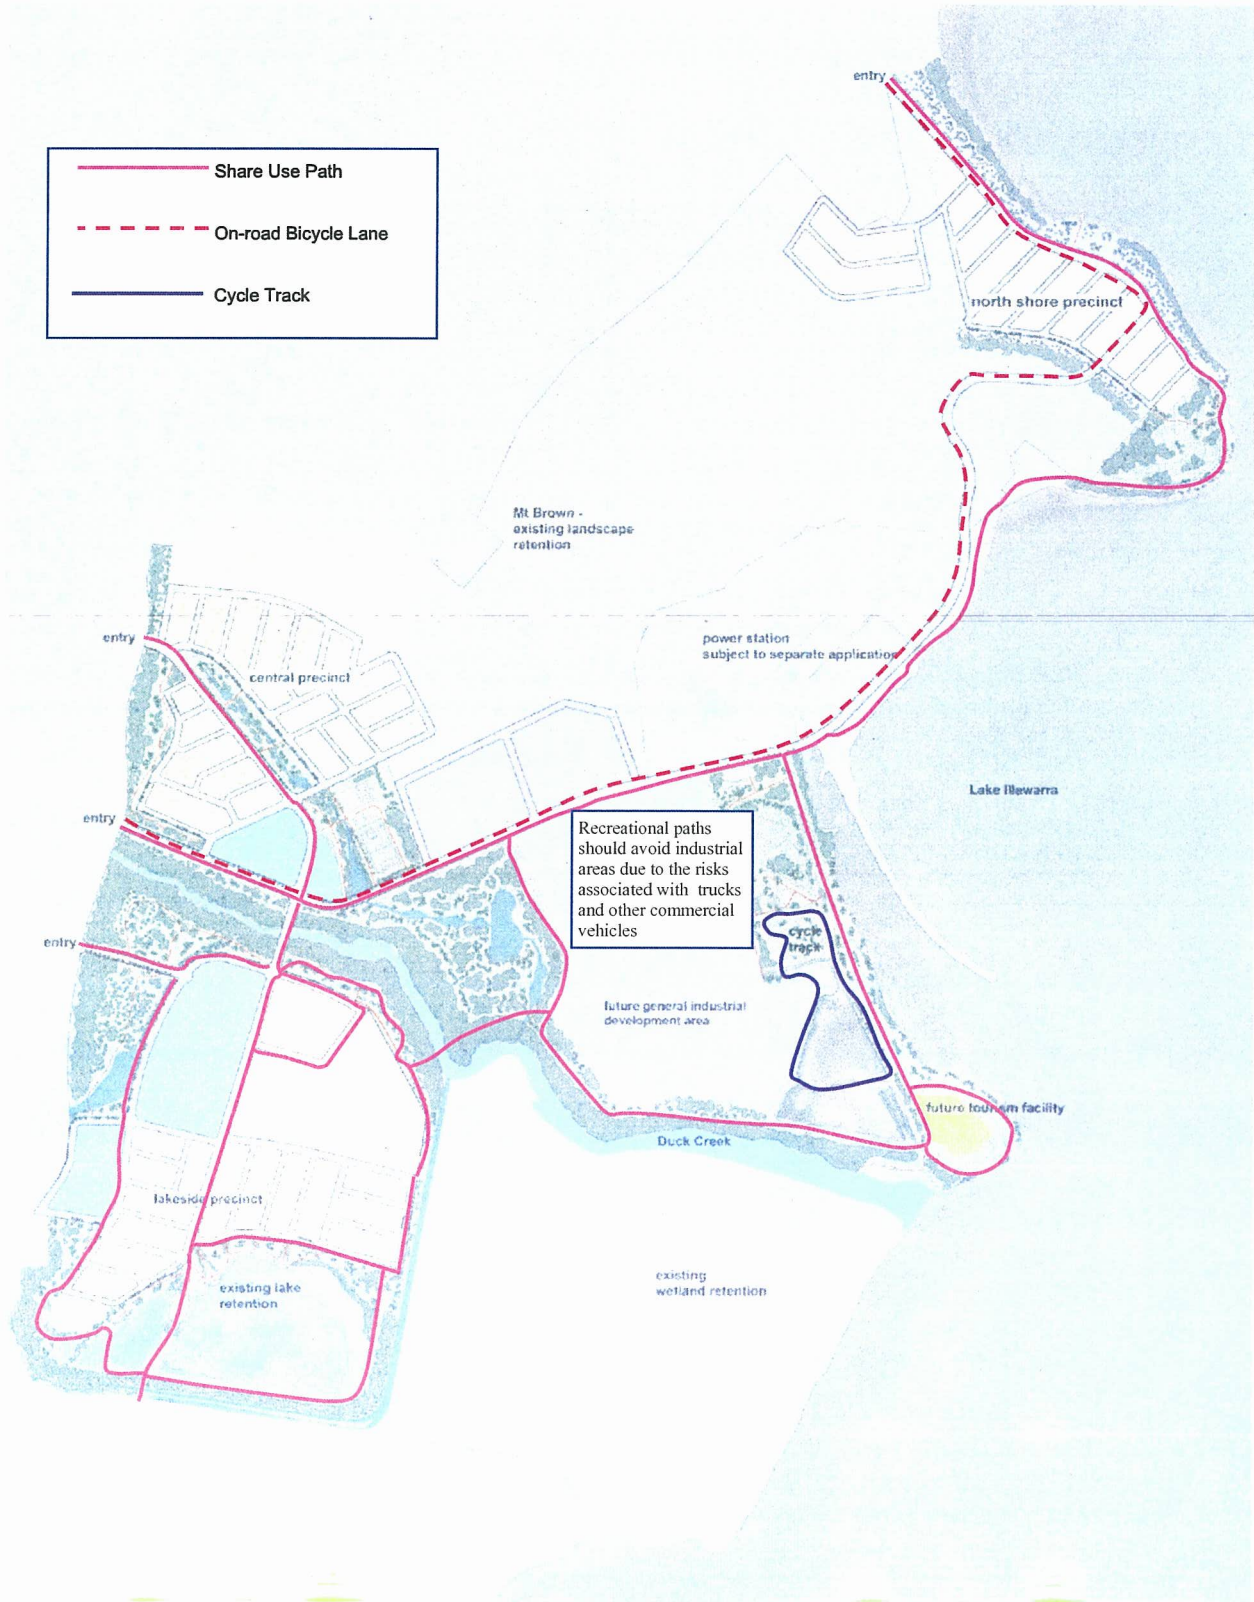 entry
Share Use Path
On-road Bicycle Lane
Cycle Track
north shore precinct
Mt Brown -
existing landscape
retention
entry
power station
subject to separate application
central precinct
Lake Illawarra
entry
Recreational paths
should avoid industrial
areas due to the risks
associated with trucks
and other commercial
vehicles
cycle
track
entry
future general industrial
development area
future tourism facility
Duck Creek
lakeside precinct
existing lake
retention
existing
wetland retention